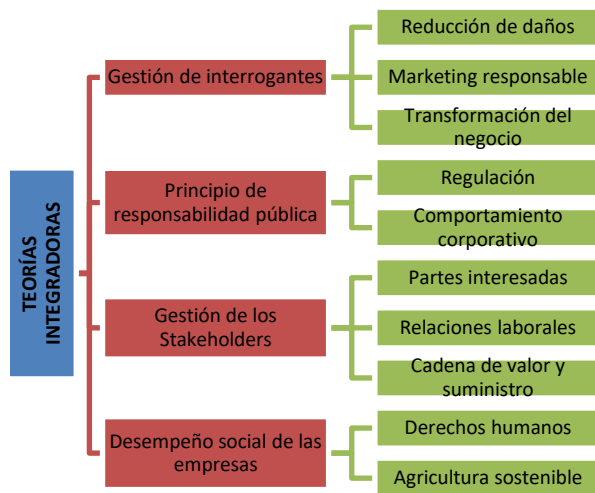 TEORÍAS
INTEGRADORAS
Gestión de interrogantes
Reducción de daños
Marketing responsable
Transformación del
negocio
Principio de
responsabilidad pública
Regulación
Comportamiento
corporativo
Gestión de los
Stakeholders
Partes interesadas
Relaciones laborales
Cadena de valor y
suministro
Desempeño social de las
empresas
Derechos humanos
Agricultura sostenible